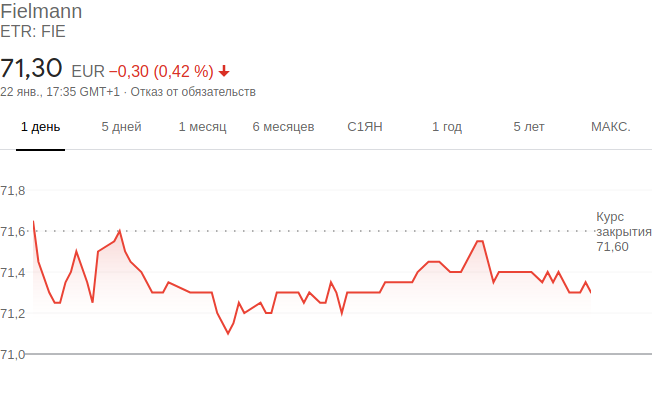 Fielmann
ETR: FIE
71,30 EUR −0,30 (0,42 %)
22 янв., 17:35 GMT+1 · Отказ от обязательств
1 день 5 дней 1 месяц 6 месяцев С1ЯН 1 год 5 лет МАКС.
71,8
71,6
71,4
71,2
71,0
Курс
закрытия
71,60